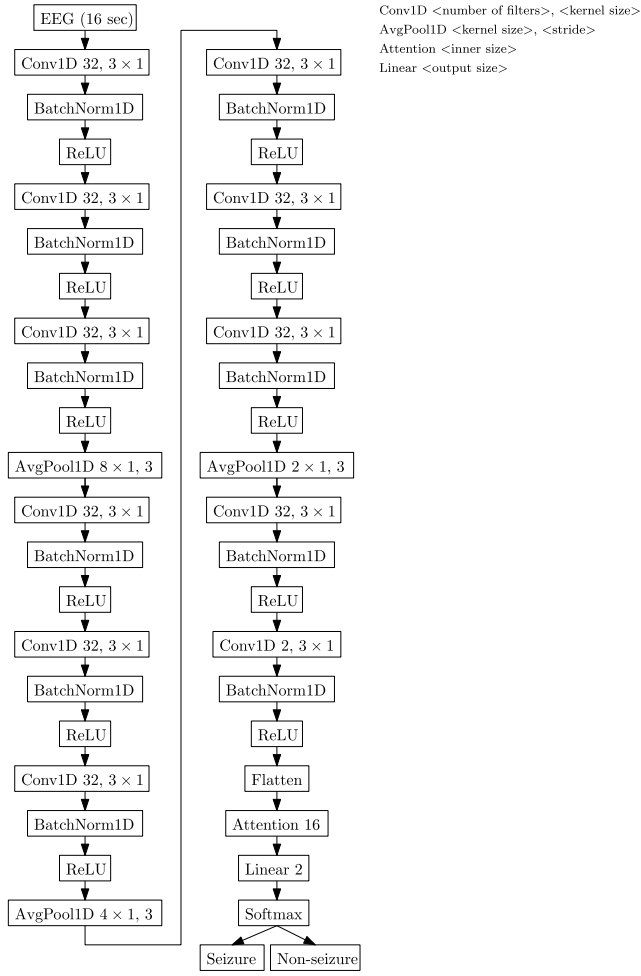 EEG (16 sec)
Conv1D 32, 3 × 1
BatchNorm1D
ReLU
Conv1D 32, 3 × 1
BatchNorm1D
ReLU
Conv1D 32, 3 × 1
BatchNorm1D
ReLU
AvgPool1D 8 × 1, 3
Conv1D 32, 3 × 1
BatchNorm1D
ReLU
Conv1D 32, 3 × 1
BatchNorm1D
ReLU
Conv1D 32, 3 × 1
BatchNorm1D
ReLU
AvgPool1D 4 × 1, 3
Conv1D 32, 3 × 1
BatchNorm1D
ReLU
Conv1D 32, 3 × 1
BatchNorm1D
ReLU
Conv1D 32, 3 × 1
BatchNorm1D
ReLU
AvgPool1D 2 × 1, 3
Conv1D 32, 3 × 1
BatchNorm1D
ReLU
Conv1D 2, 3 × 1
BatchNorm1D
ReLU
Flatten
Attention 16
Linear 2
Softmax
Seizure
Non-seizure
Conv1D <number of filters>, <kernel size>
AvgPool1D <kernel size>, <stride>
Attention <inner size>
Linear <output size>